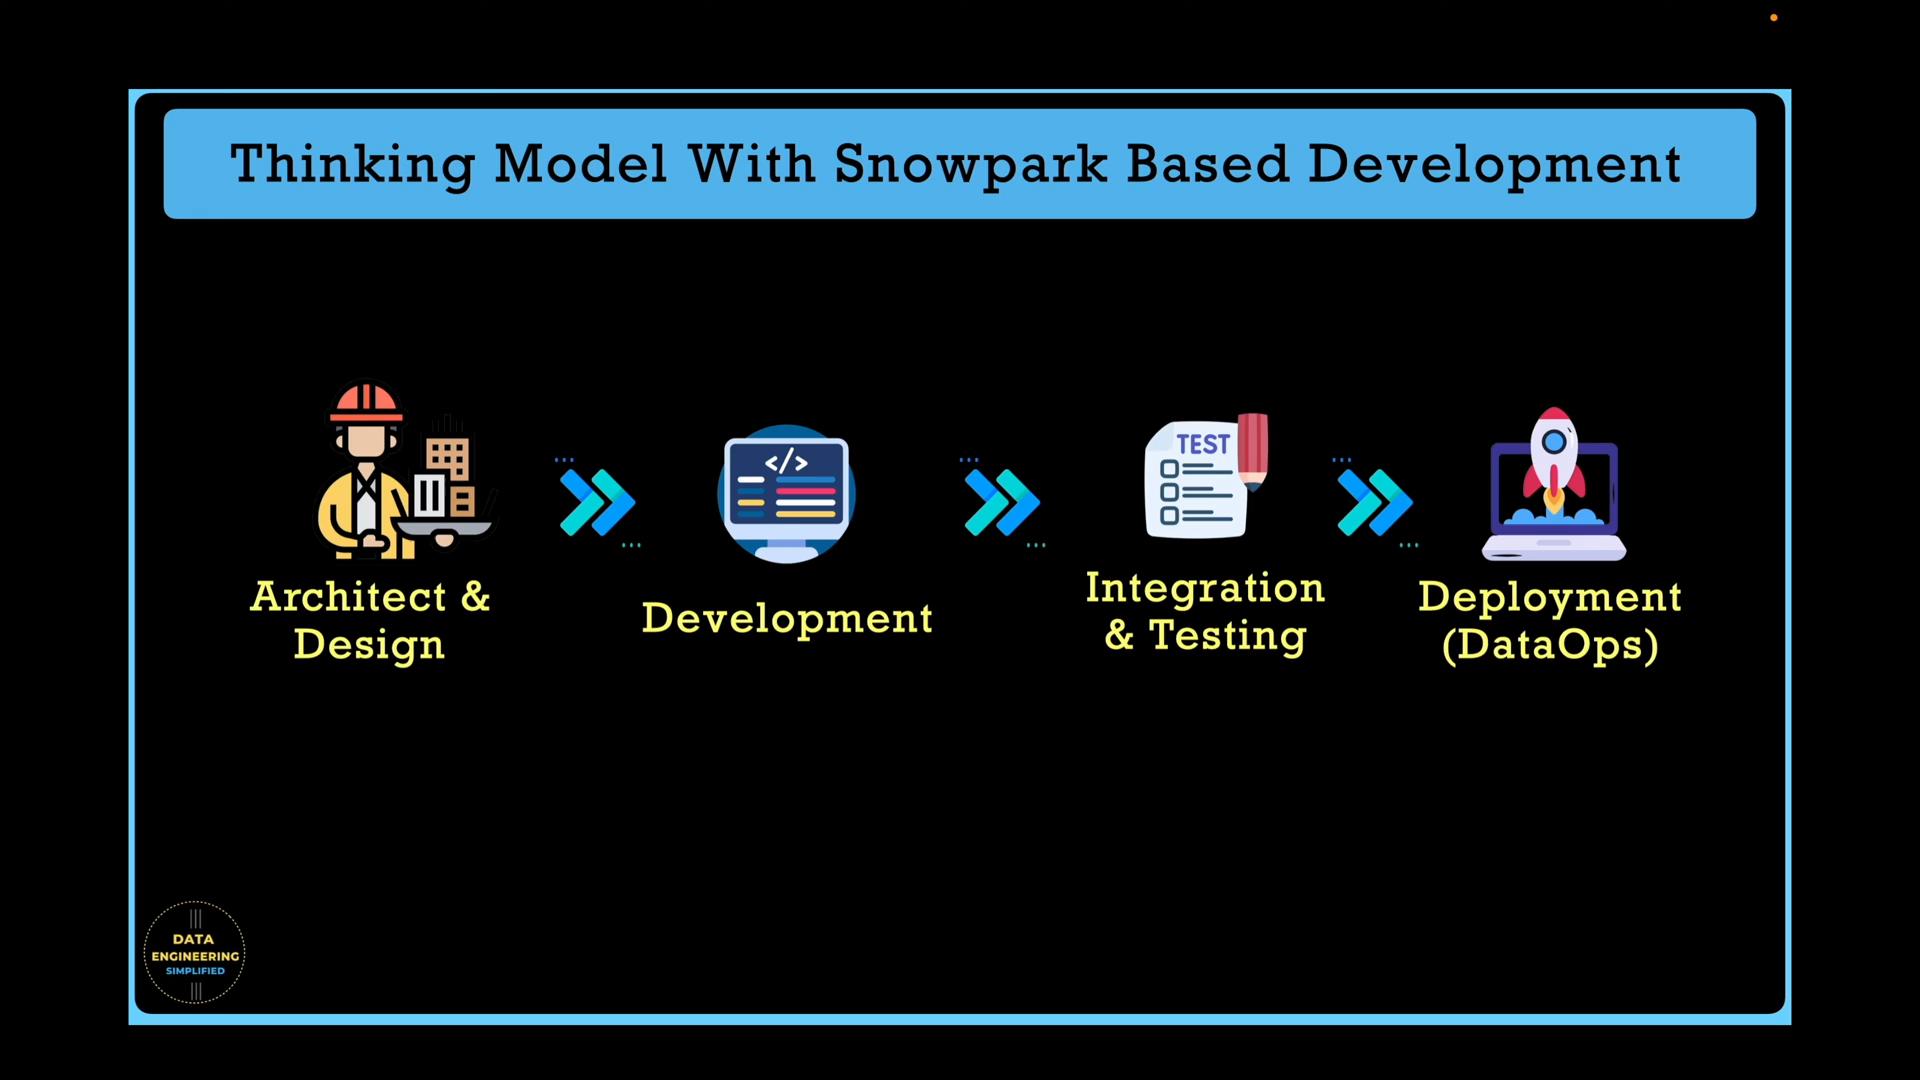 Thinking Model With Snowpark Based Development
</>
TEST
Architect &
Design
Development
Integration
& Testing
Deployment
(DataOps)
DATA
ENGINEERING
SIMPLIFIED